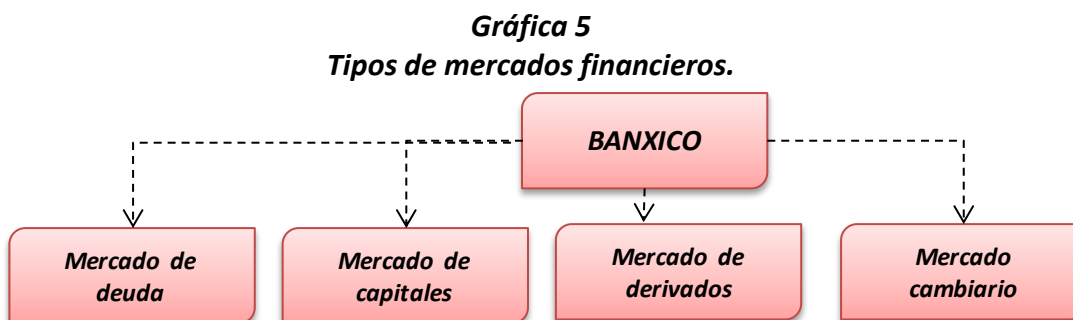 Gráfica 5
Tipos de mercados financieros.
BANXICO
Mercado de
deuda
Mercado de
capitales
Mercado de
derivados
Mercado
cambiario